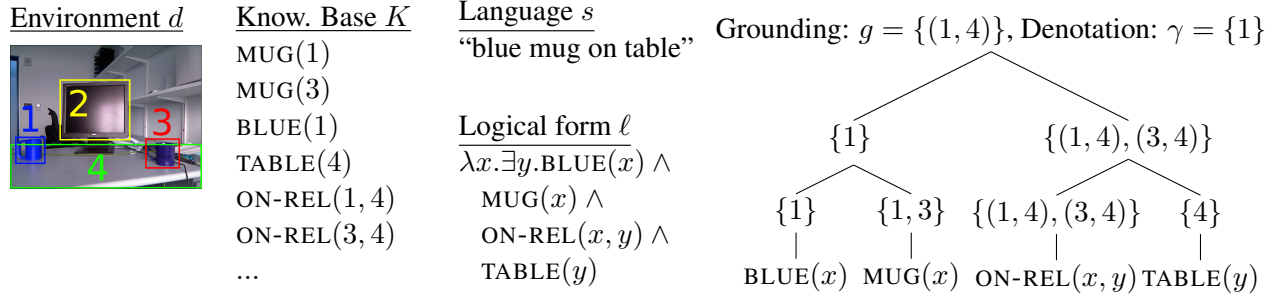 Environment d
1
2
3
4
Know. Base K
MUG(1)
MUG(3)
BLUE(1)
TABLE(4)
ON-REL(1, 4)
ON-REL(3, 4)
...
Language s
“blue mug on table”
Logical form ℓ
λx.∃y.BLUE(x) ∧
MUG(x) ∧
ON-REL(x, y) ∧
TABLE(y)
Grounding: g = {(1, 4)}, Denotation: γ = {1}
{1} {(1, 4), (3, 4)}
{1} {1, 3} {(1, 4), (3, 4)} {4}
BLUE(x) MUG(x) ON-REL(x, y) TABLE(y)